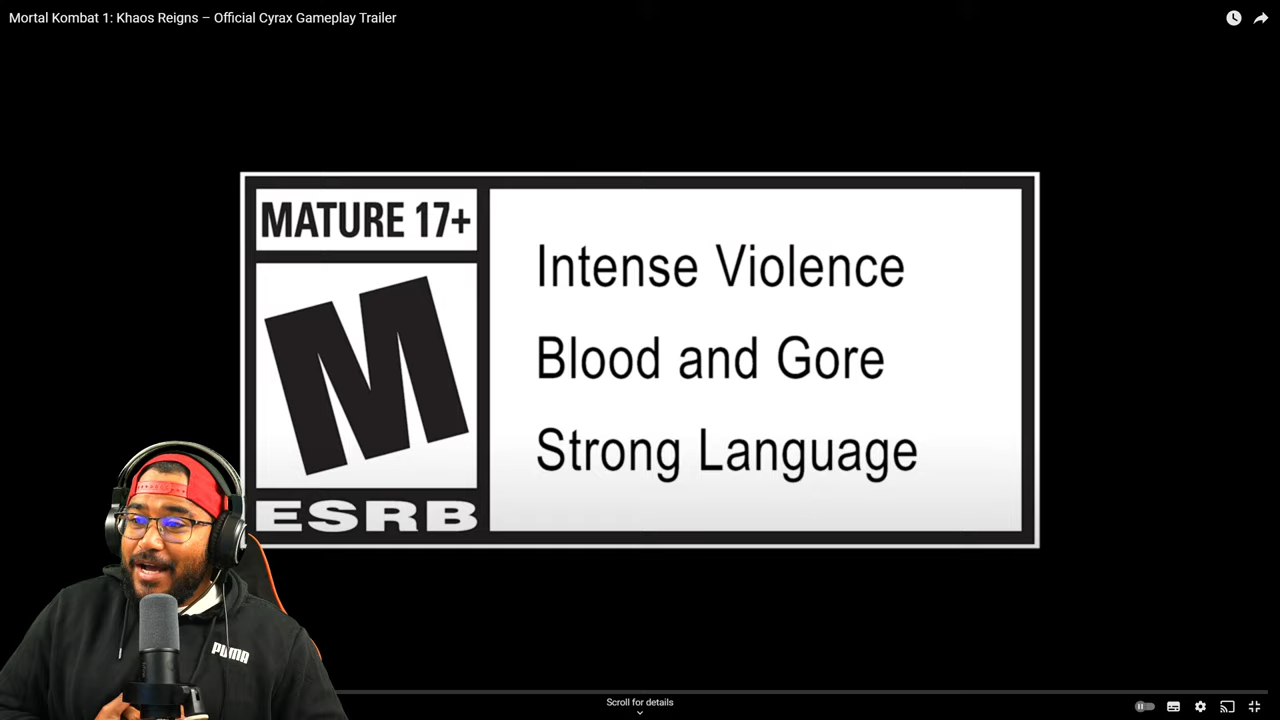 Mortal Kombat 1: Khaos Reigns – Official Cyrax Gameplay Trailer
MATURE 17+
M
ESRB
Intense Violence
Blood and Gore
Strong Language
PUMA
Scroll for details